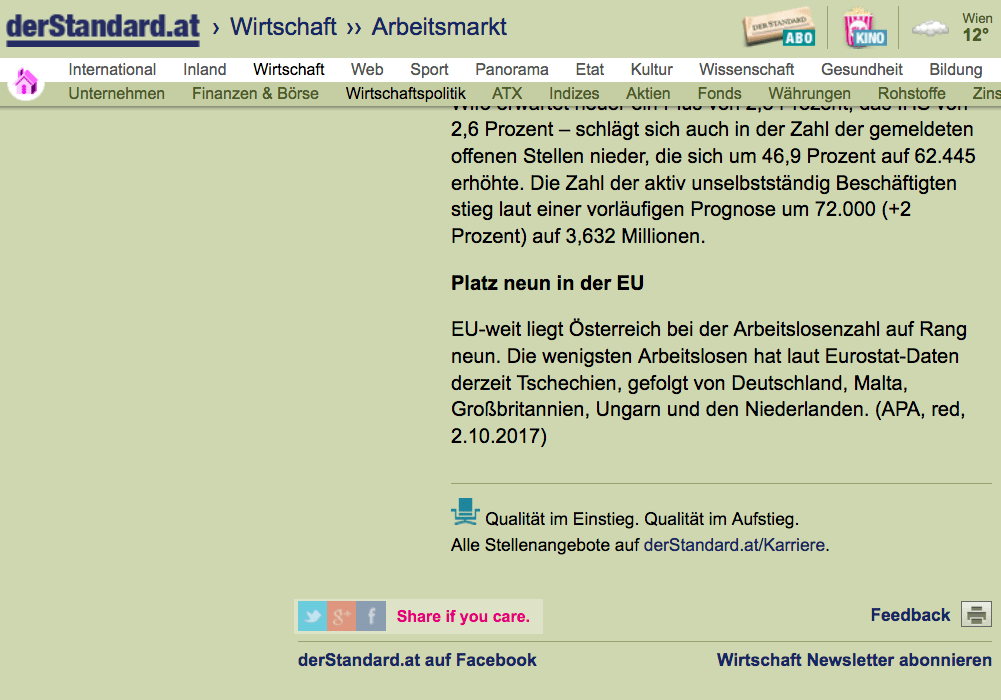 derStandard.at › Wirtschaft ›› Arbeitsmarkt
DER STANDARD
ABO
KINO
Wien
12°
International Inland Wirtschaft Web Sport Panorama Etat Kultur Wissenschaft Gesundheit Bildung
Unternehmen Finanzen & Börse Wirtschaftspolitik ATX Indizes Aktien Fonds Währungen Rohstoffe Zins
2,6 Prozent – schlägt sich auch in der Zahl der gemeldeten
offenen Stellen nieder, die sich um 46,9 Prozent auf 62.445
erhöhte. Die Zahl der aktiv unselbstständig Beschäftigten
stieg laut einer vorläufigen Prognose um 72.000 (+2
Prozent) auf 3,632 Millionen.
Platz neun in der EU
EU-weit liegt Österreich bei der Arbeitslosenzahl auf Rang
neun. Die wenigsten Arbeitslosen hat laut Eurostat-Daten
derzeit Tschechien, gefolgt von Deutschland, Malta,
Großbritannien, Ungarn und den Niederlanden. (APA, red,
2.10.2017)
Qualität im Einstieg. Qualität im Aufstieg.
Alle Stellenangebote auf derStandard.at/Karriere.
Share if you care.
Feedback
derStandard.at auf Facebook
Wirtschaft Newsletter abonnieren